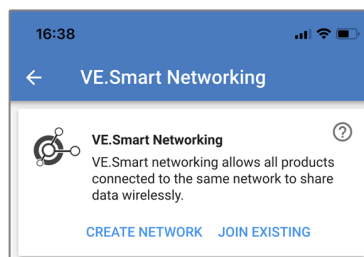 16:38
VE.Smart Networking
VE.Smart Networking
VE.Smart networking allows all products
connected to the same network to share
data wirelessly.
CREATE NETWORK JOIN EXISTING